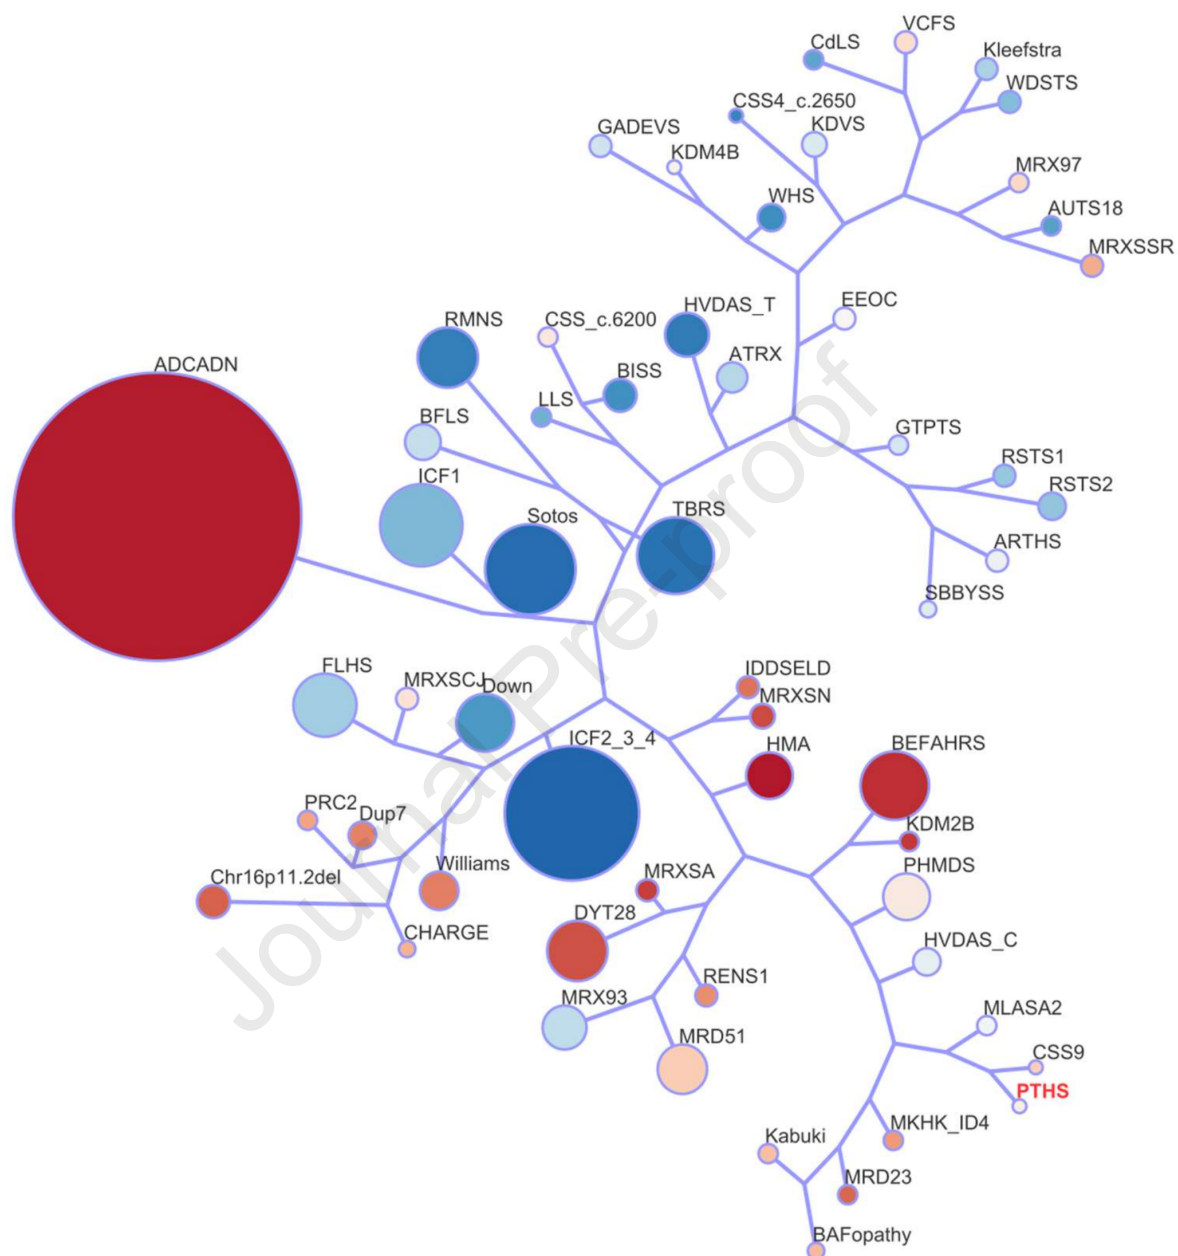 VCFS
CdLS
Kleefstra
WDSTS
CSS4_c.2650
KDVS
GADEVS
KDM4B
MRX97
WHS
AUTS18
MRXSSR
EEOC
HVDAS_T
RMNS
CSS_c.6200
ATRX
ADCADN
BISS
LLS
BFLS
GTPTS
RSTS1
ICF1
RSTS2
TBRS
Sotos
ARTHS
SBBYSS
FLHS
IDDSELD
MRXSCJ
Down
MRXSN
ICF2_3_4
HMA
BEFAHRS
PRC2
Dup7
KDM2B
Williams
PHMDS
MRXSA
Chr16p11.2del
DYT28
CHARGE
HVDAS_C
RENS1
MRX93
MLASA2
MRD51
CSS9
PTHS
MKHK_ID4
Kabuki
MRD23
BAFopathy
Journal Pre-proof